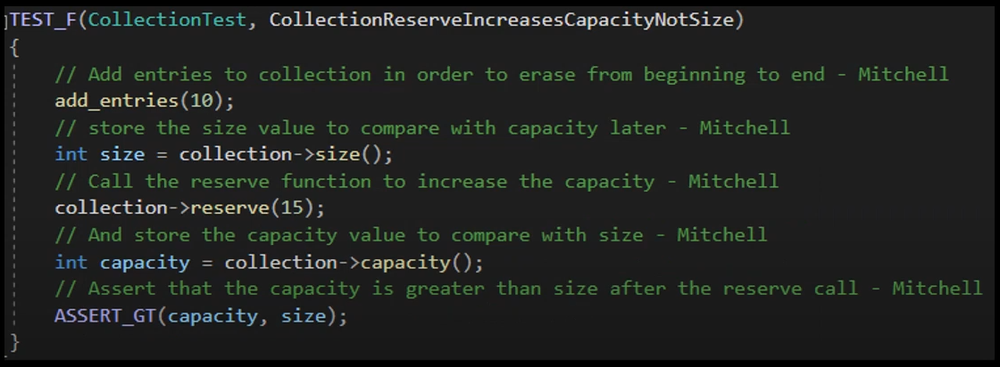 TEST_F(CollectionTest, CollectionReserveIncreasesCapacityNotSize)
{
// Add entries to collection in order to erase from beginning to end - Mitchell
add_entries(10);
// store the size value to compare with capacity later - Mitchell
int size = collection->size();
// Call the reserve function to increase the capacity - Mitchell
collection->reserve(15);
// And store the capacity value to compare with size - Mitchell
int capacity = collection->capacity();
// Assert that the capacity is greater than size after the reserve call - Mitchell
ASSERT_GT(capacity, size);
}